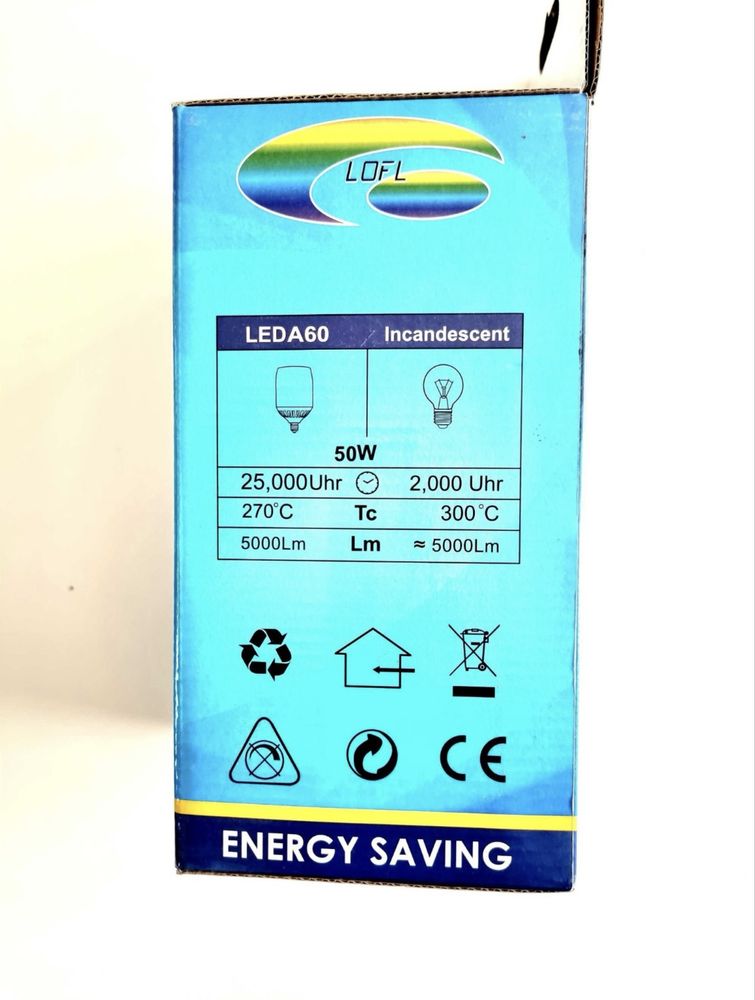 LOFL
LEDA60 Incandescent
50W
25,000Uhr 2,000 Uhr
270°C Tc 300°C
5000Lm Lm ≈ 5000Lm
CE
ENERGY SAVING